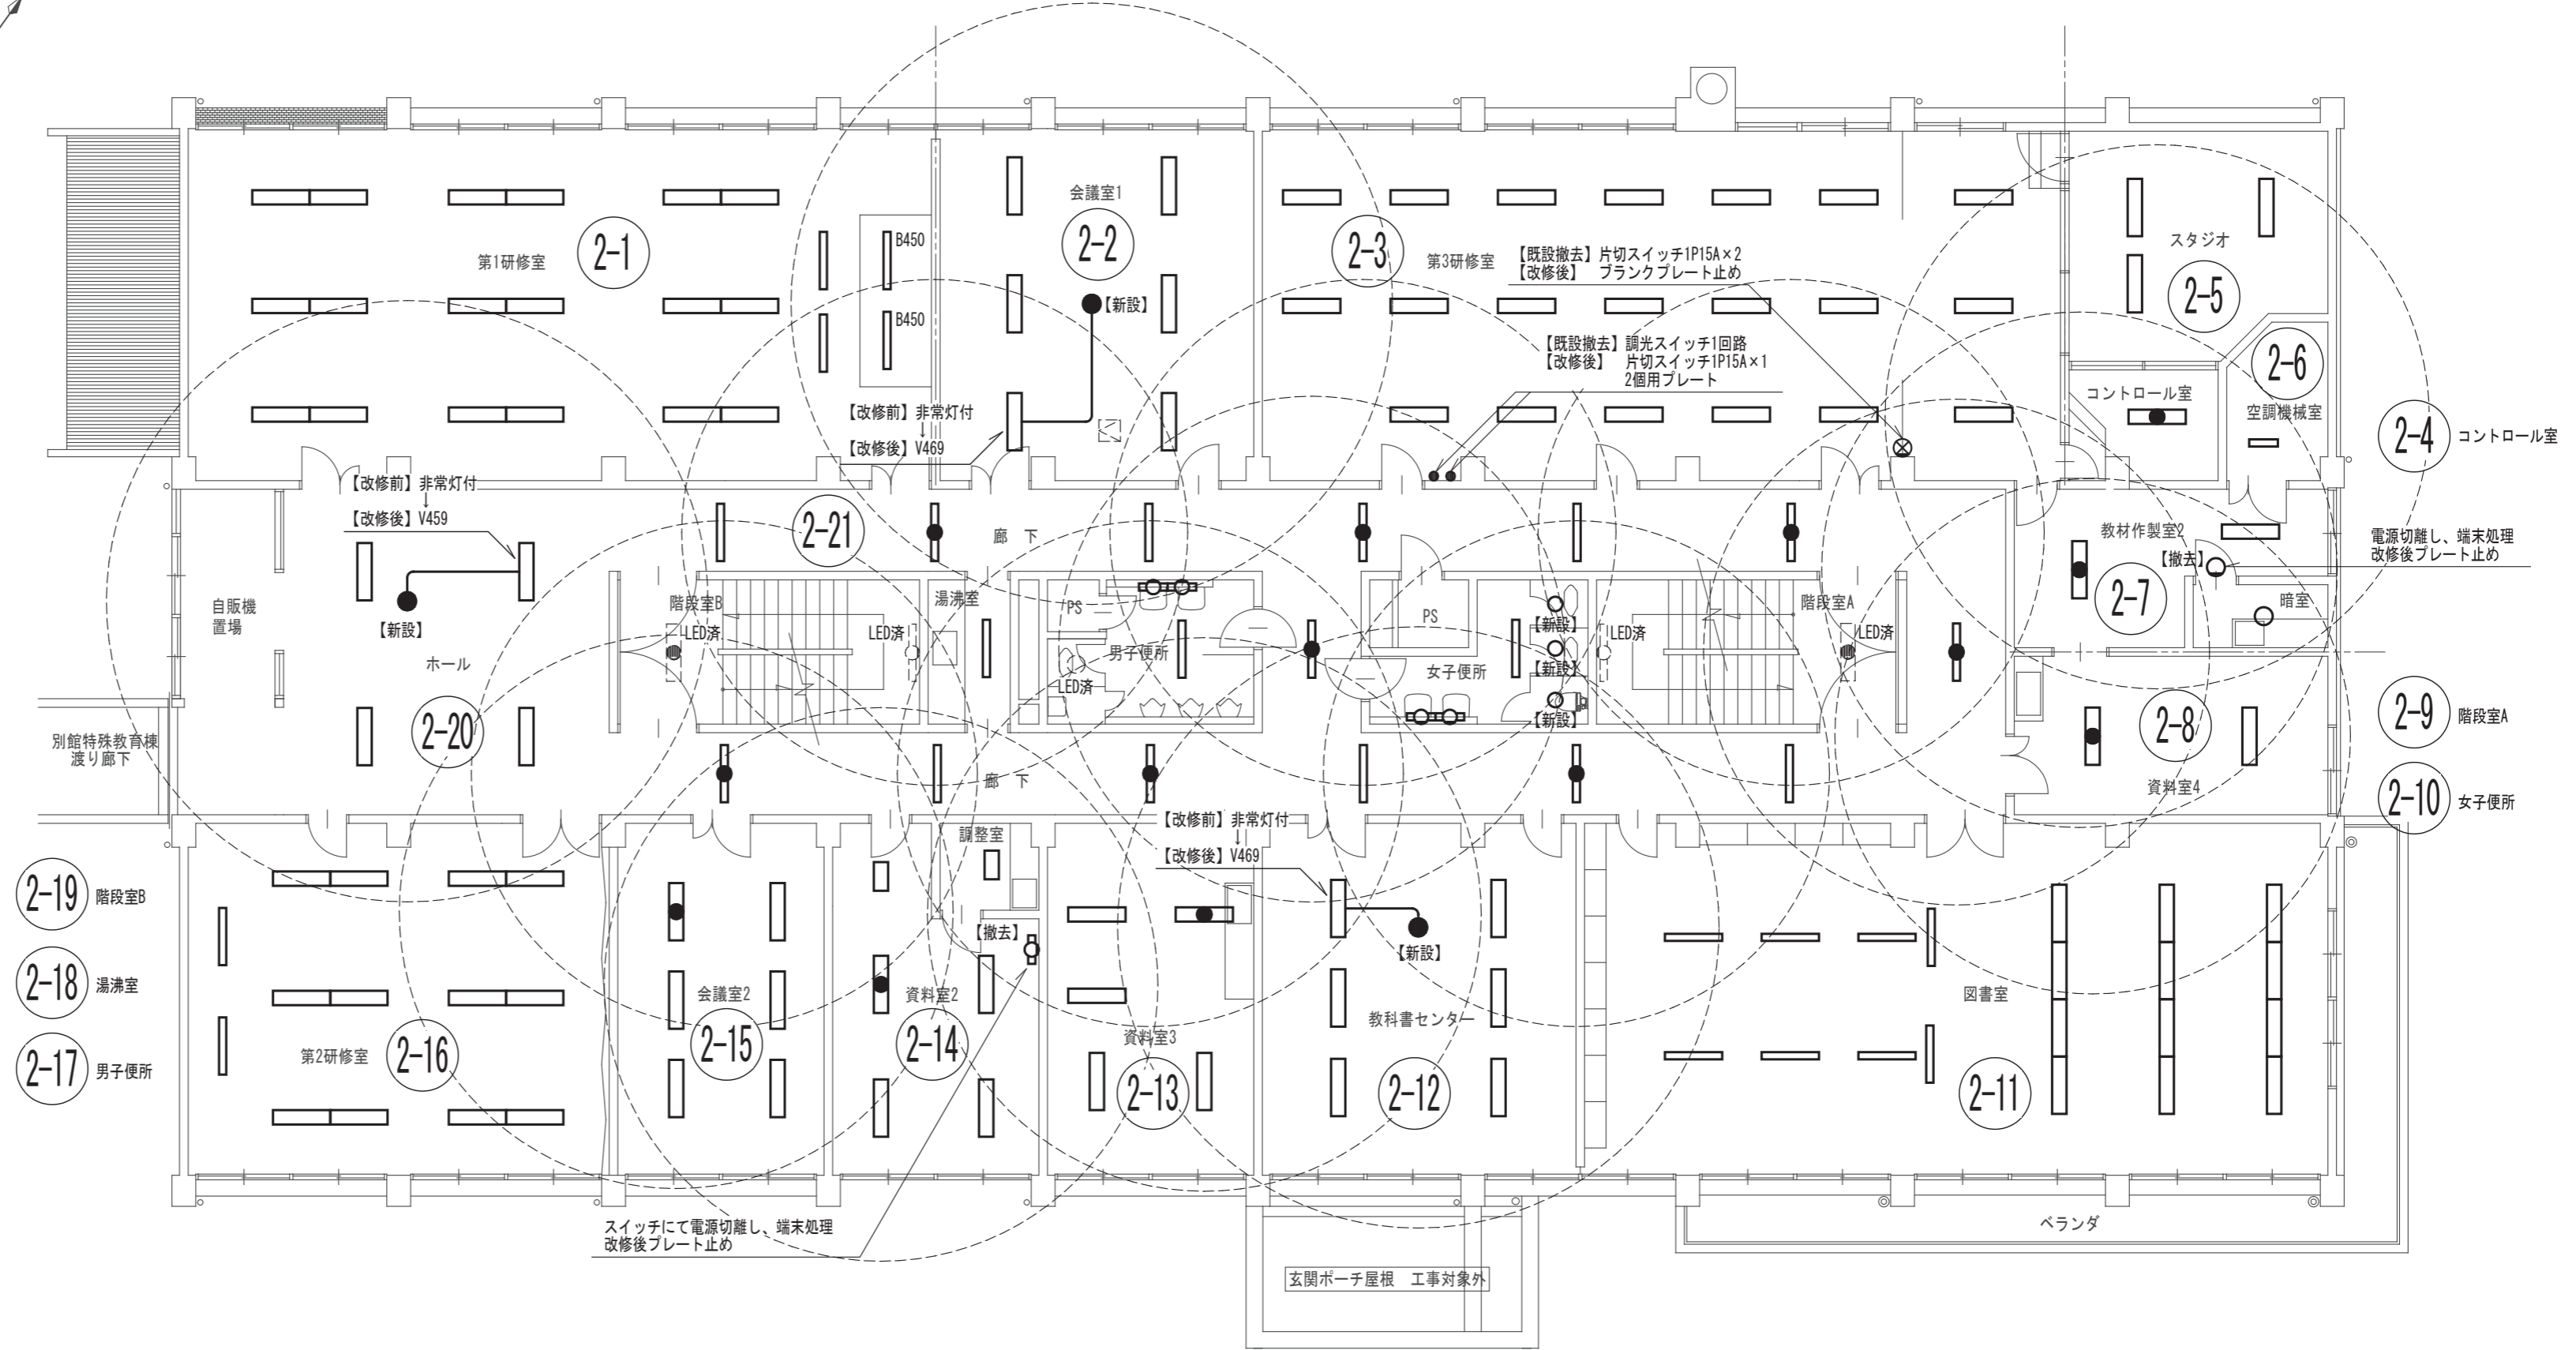 会議室1
2-2
B450
第1研修室
2-1
B450
【新設】
【改修前】非常灯付
↓
【改修後】V469
2-3
第3研修室
【既設撤去】片切スイッチ1P15A×2
【改修後】 ブランクプレート止め
【既設撤去】調光スイッチ1回路
【改修後】 片切スイッチ1P15A×1
2個用プレート
スタジオ
2-5
2-6
空調機械室
コントロール室
2-4 コントロール室
【改修前】非常灯付
↓
【改修後】V459
【新設】
自販機
置場
ホール
2-20
別館特殊教育棟
渡り廊下
2-21
廊 下
階段室B
LED済
LED済
湯沸室
PS
男子便所
LED済
PS
女子便所
【新設】
【新設】
【新設】
LED済
階段室A
LED済
教材作製室2
【撤去】
2-7
暗室
電源切離し、端末処理
改修後プレート止め
2-8
資料室4
2-9 階段室A
2-10 女子便所
廊 下
2-19 階段室B
2-18 湯沸室
2-17 男子便所
第2研修室
2-16
会議室2
2-15
調整室
【撤去】
資料室2
2-14
資料室3
2-13
【改修前】非常灯付
↓
【改修後】V469
【新設】
教科書センター
2-12
図書室
2-11
スイッチにて電源切離し、端末処理
改修後プレート止め
ベランダ
玄関ポーチ屋根 工事対象外